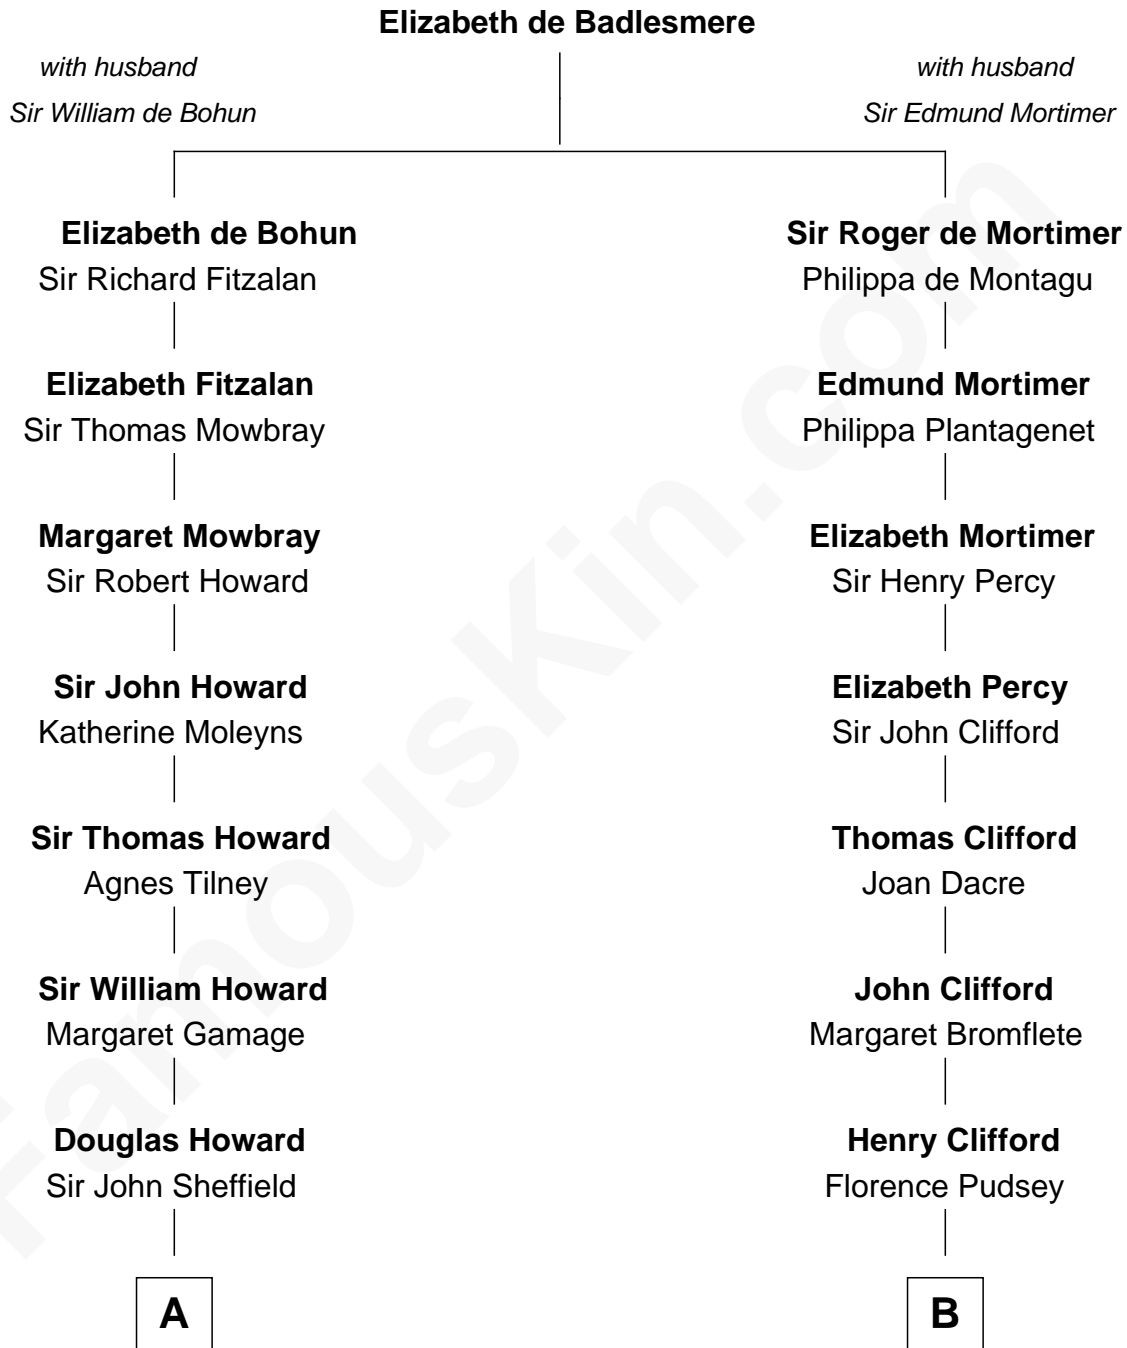 Elizabeth de Badlesmere
with husband
Sir William de Bohun
with husband
Sir Edmund Mortimer
Elizabeth de Bohun
Sir Richard Fitzalan
Sir Roger de Mortimer
Philippa de Montagu
Elizabeth Fitzalan
Sir Thomas Mowbray
Edmund Mortimer
Philippa Plantagenet
Margaret Mowbray
Sir Robert Howard
Elizabeth Mortimer
Sir Henry Percy
Sir John Howard
Katherine Moleyns
Elizabeth Percy
Sir John Clifford
Sir Thomas Howard
Agnes Tilney
Thomas Clifford
Joan Dacre
Sir William Howard
Margaret Gamage
John Clifford
Margaret Bromflete
Douglas Howard
Sir John Sheffield
Henry Clifford
Florence Pudsey
A
B
FamousKin.com